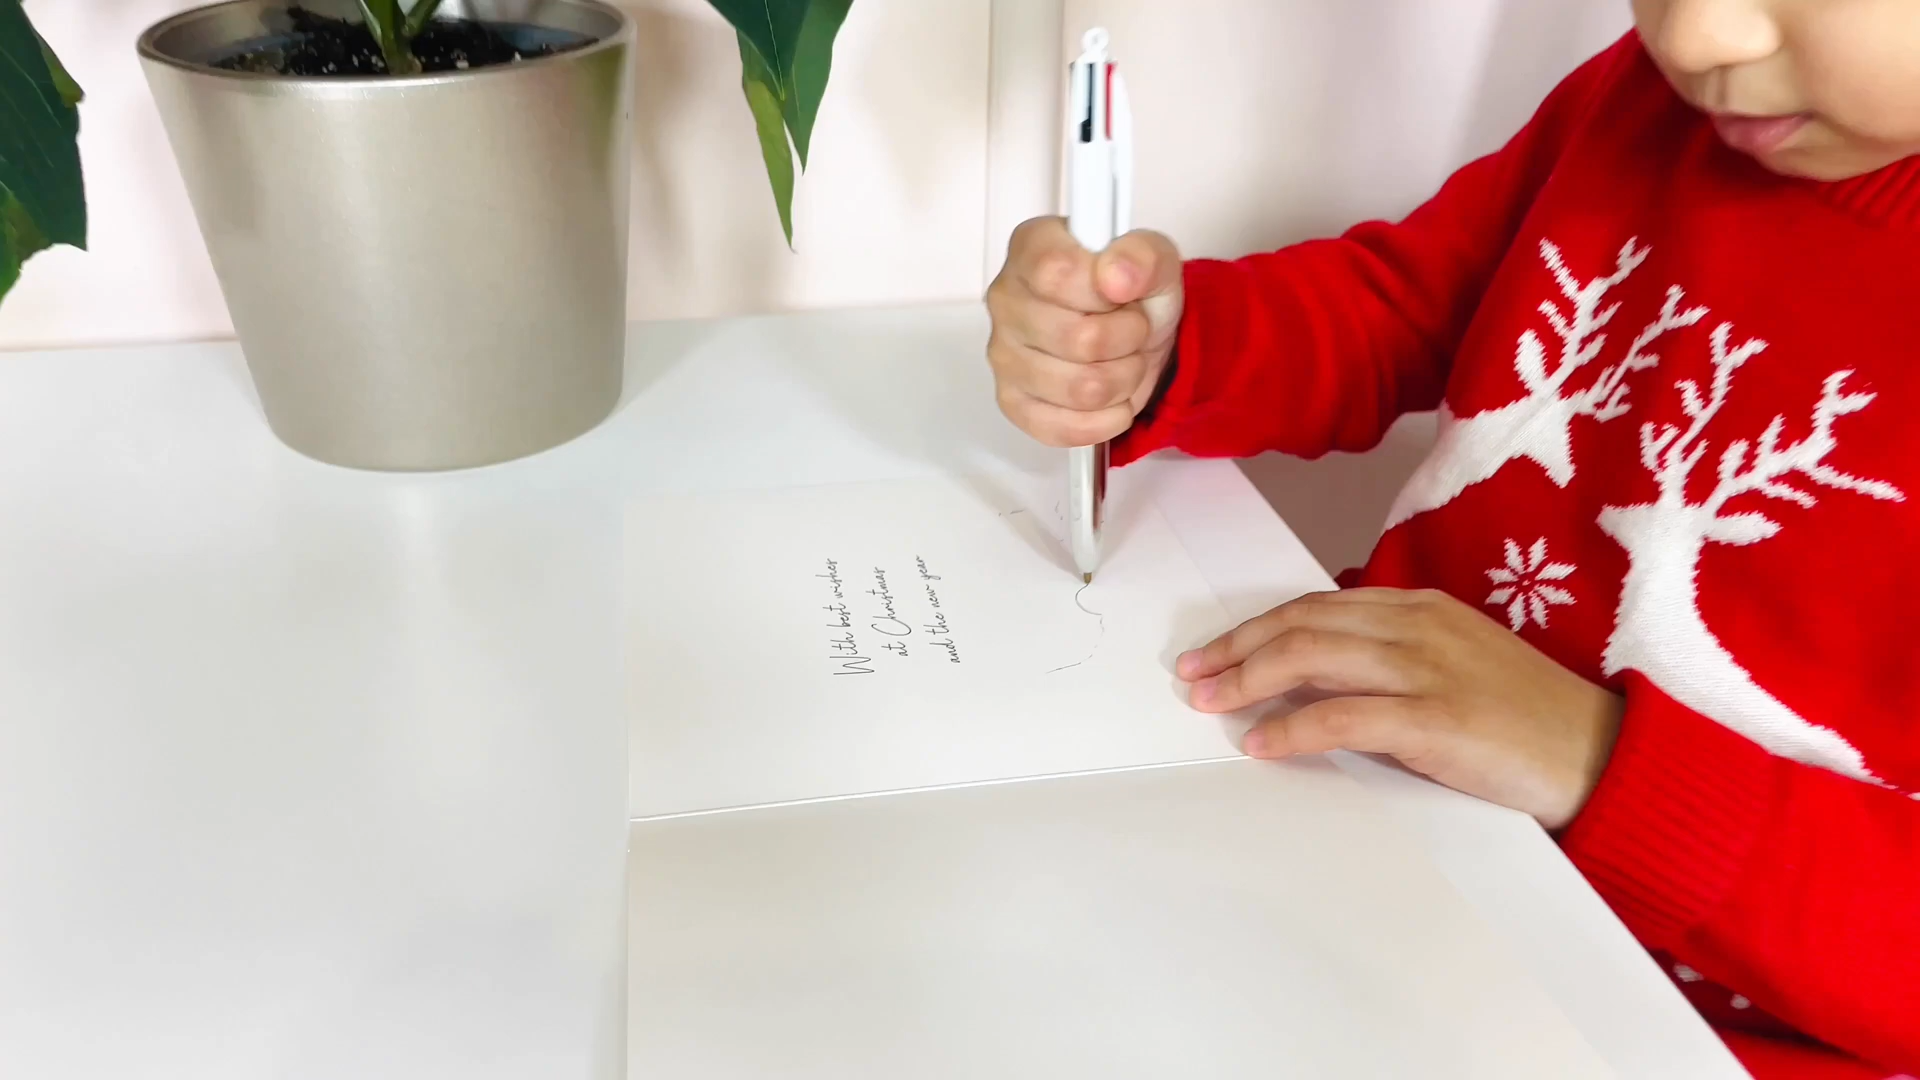 With best wishes
at Christmas
and the new year